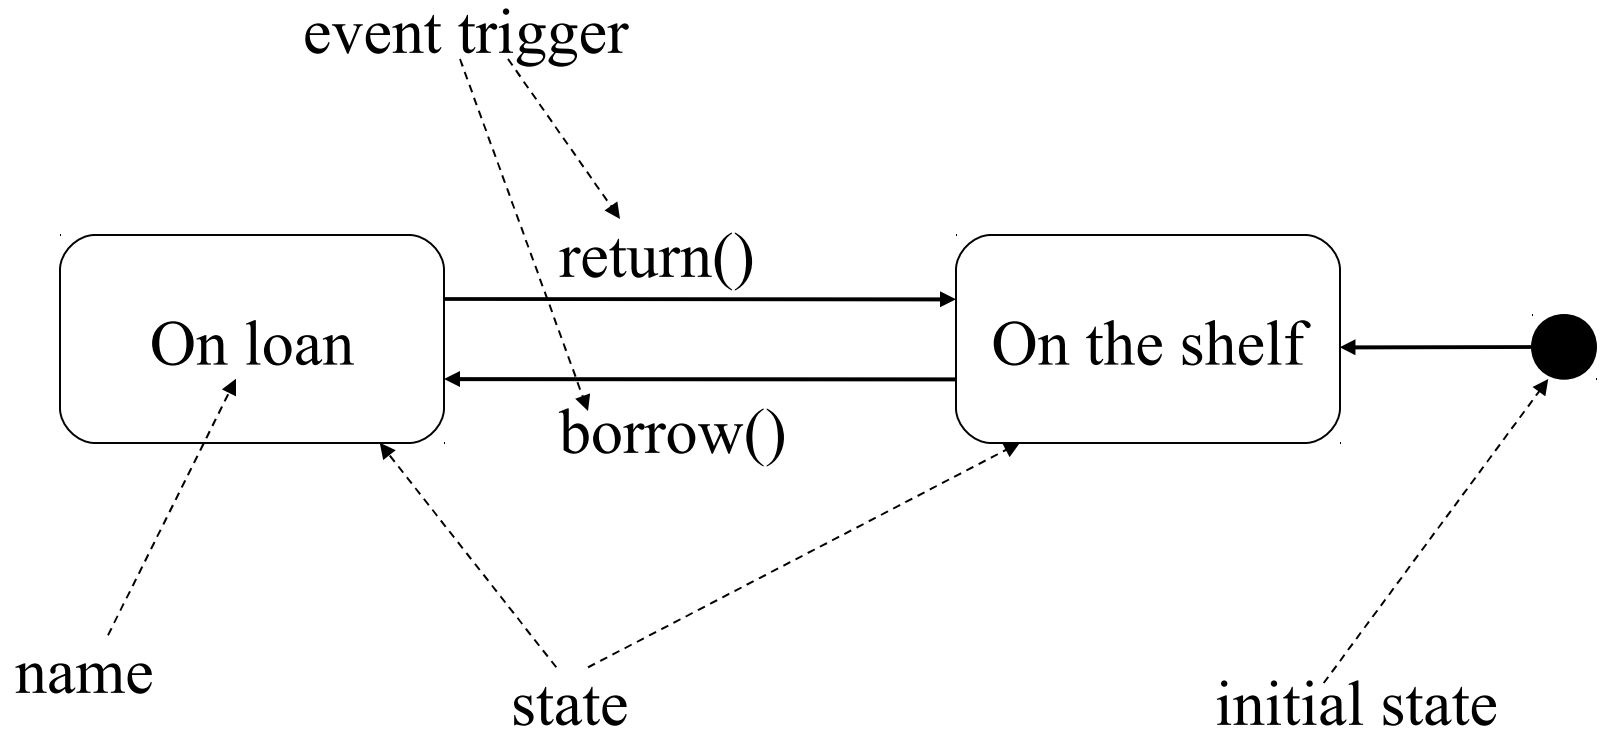 event trigger
return()
On loan
On the shelf
borrow()
name
state
initial state